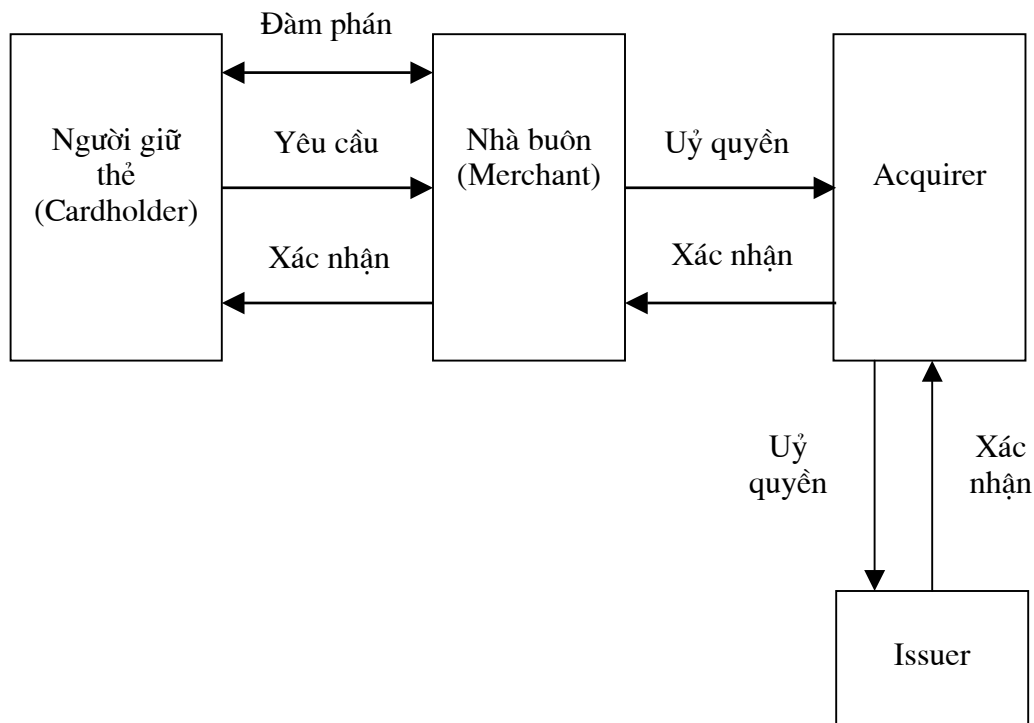 Đàm phán
Người giữ
thẻ
(Cardholder)
Yêu cầu
Xác nhận
Nhà buôn
(Merchant)
Uỷ quyền
Xác nhận
Acquirer
Uỷ
quyền
Xác
nhận
Issuer